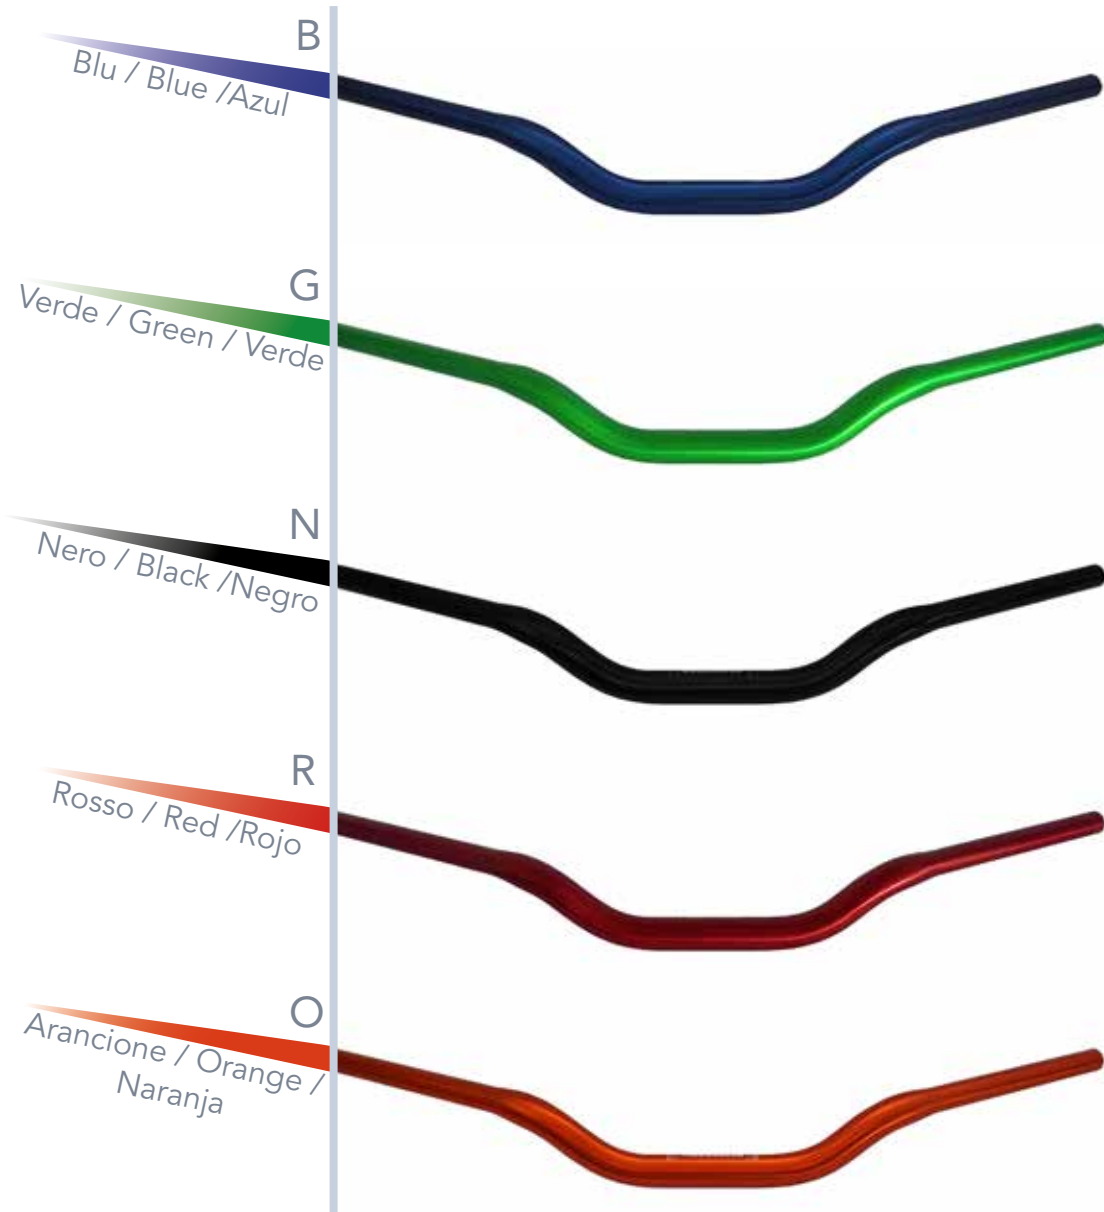 B
Blu / Blue /Azul
G
Verde / Green / Verde
N
Nero / Black /Negro
R
Rosso / Red /Rojo
O
Arancione / Orange /
Naranja